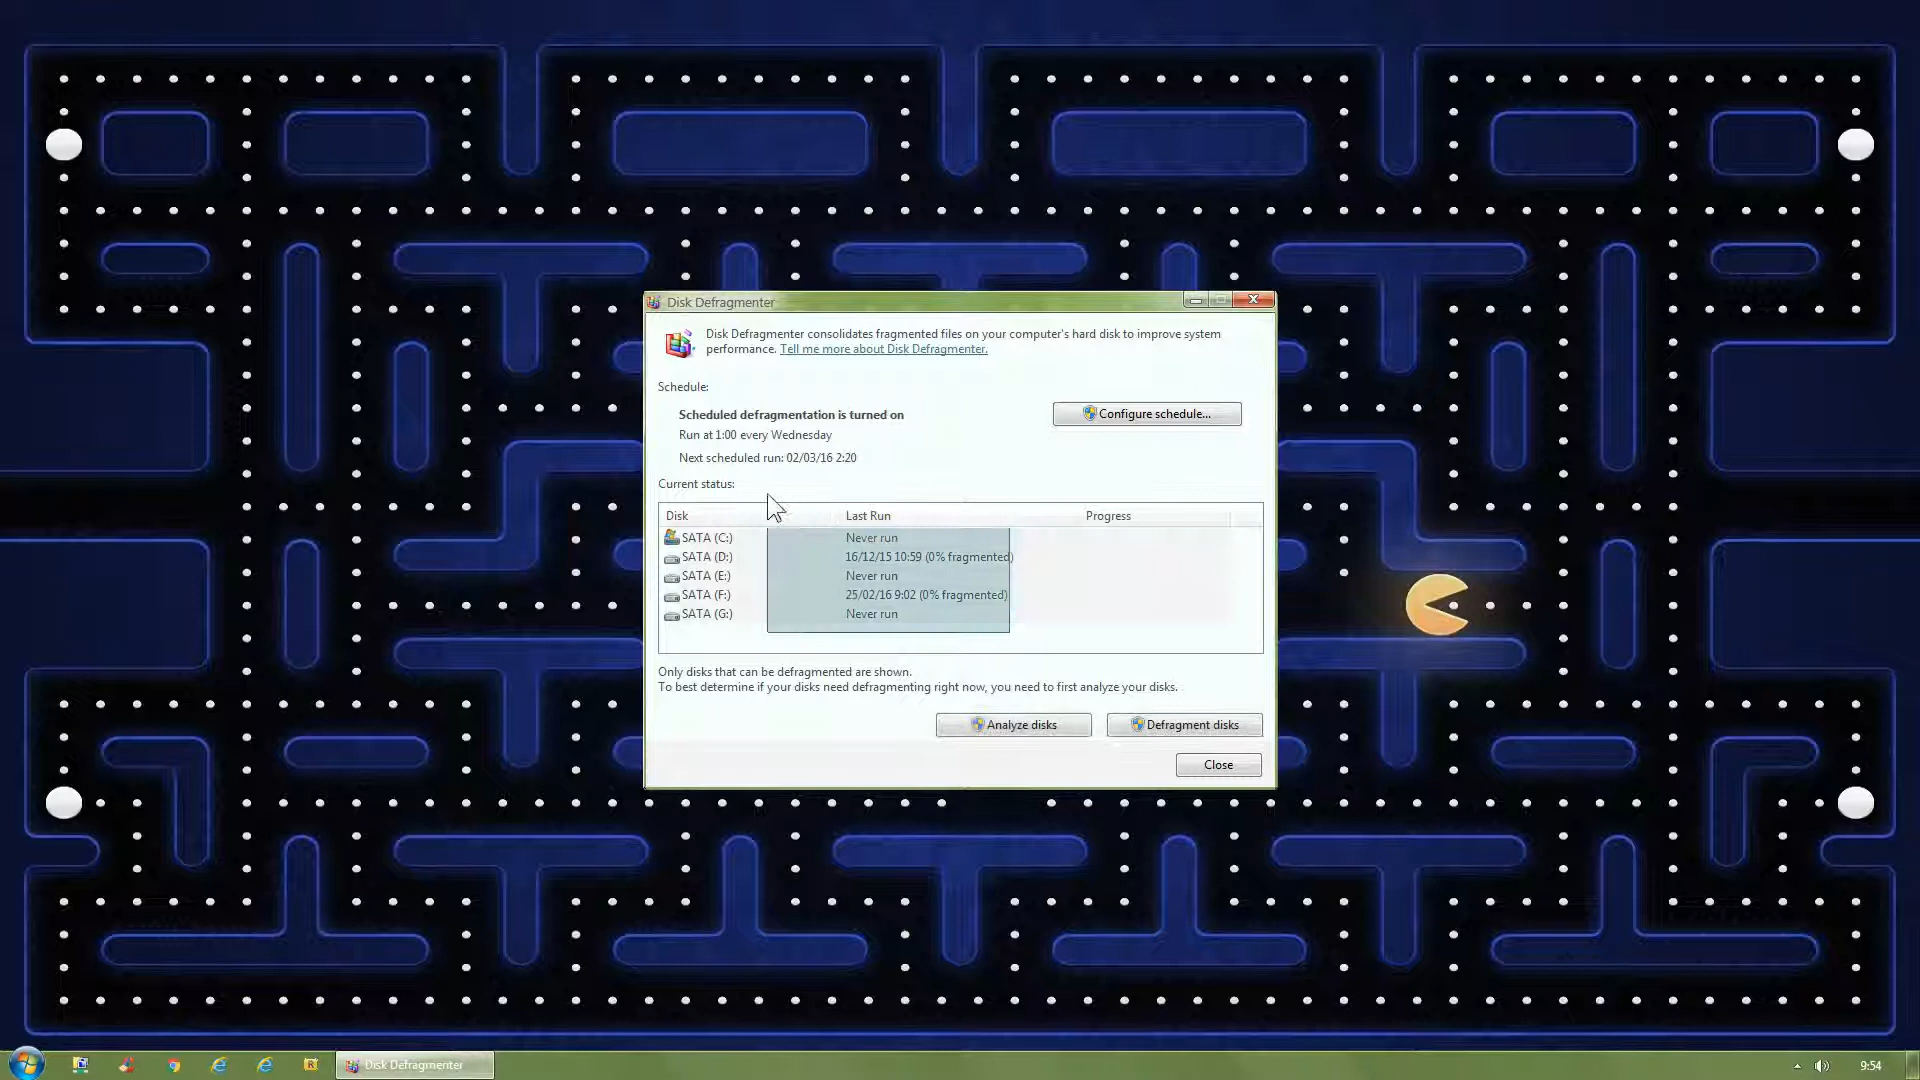 Disk Defragmenter
Disk Defragmenter consolidates fragmented files on your computer's hard disk to improve system
performance. Tell me more about Disk Defragmenter.
Schedule:
Scheduled defragmentation is turned on
Configure schedule...
Run at 1:00 every Wednesday
Next scheduled run: 02/03/16 2:20
Current status:
Disk Last Run Progress
SATA (C:) Never run
SATA (D:) 16/12/15 10:59 (0% fragmented)
SATA (E:) Never run
SATA (F:) 25/02/16 9:02 (0% fragmented)
SATA (G:) Never run
Only disks that can be defragmented are shown.
To best determine if your disks need defragmenting right now, you need to first analyze your disks.
Analyze disks Defragment disks
Close
Disk Defragmenter
9:54